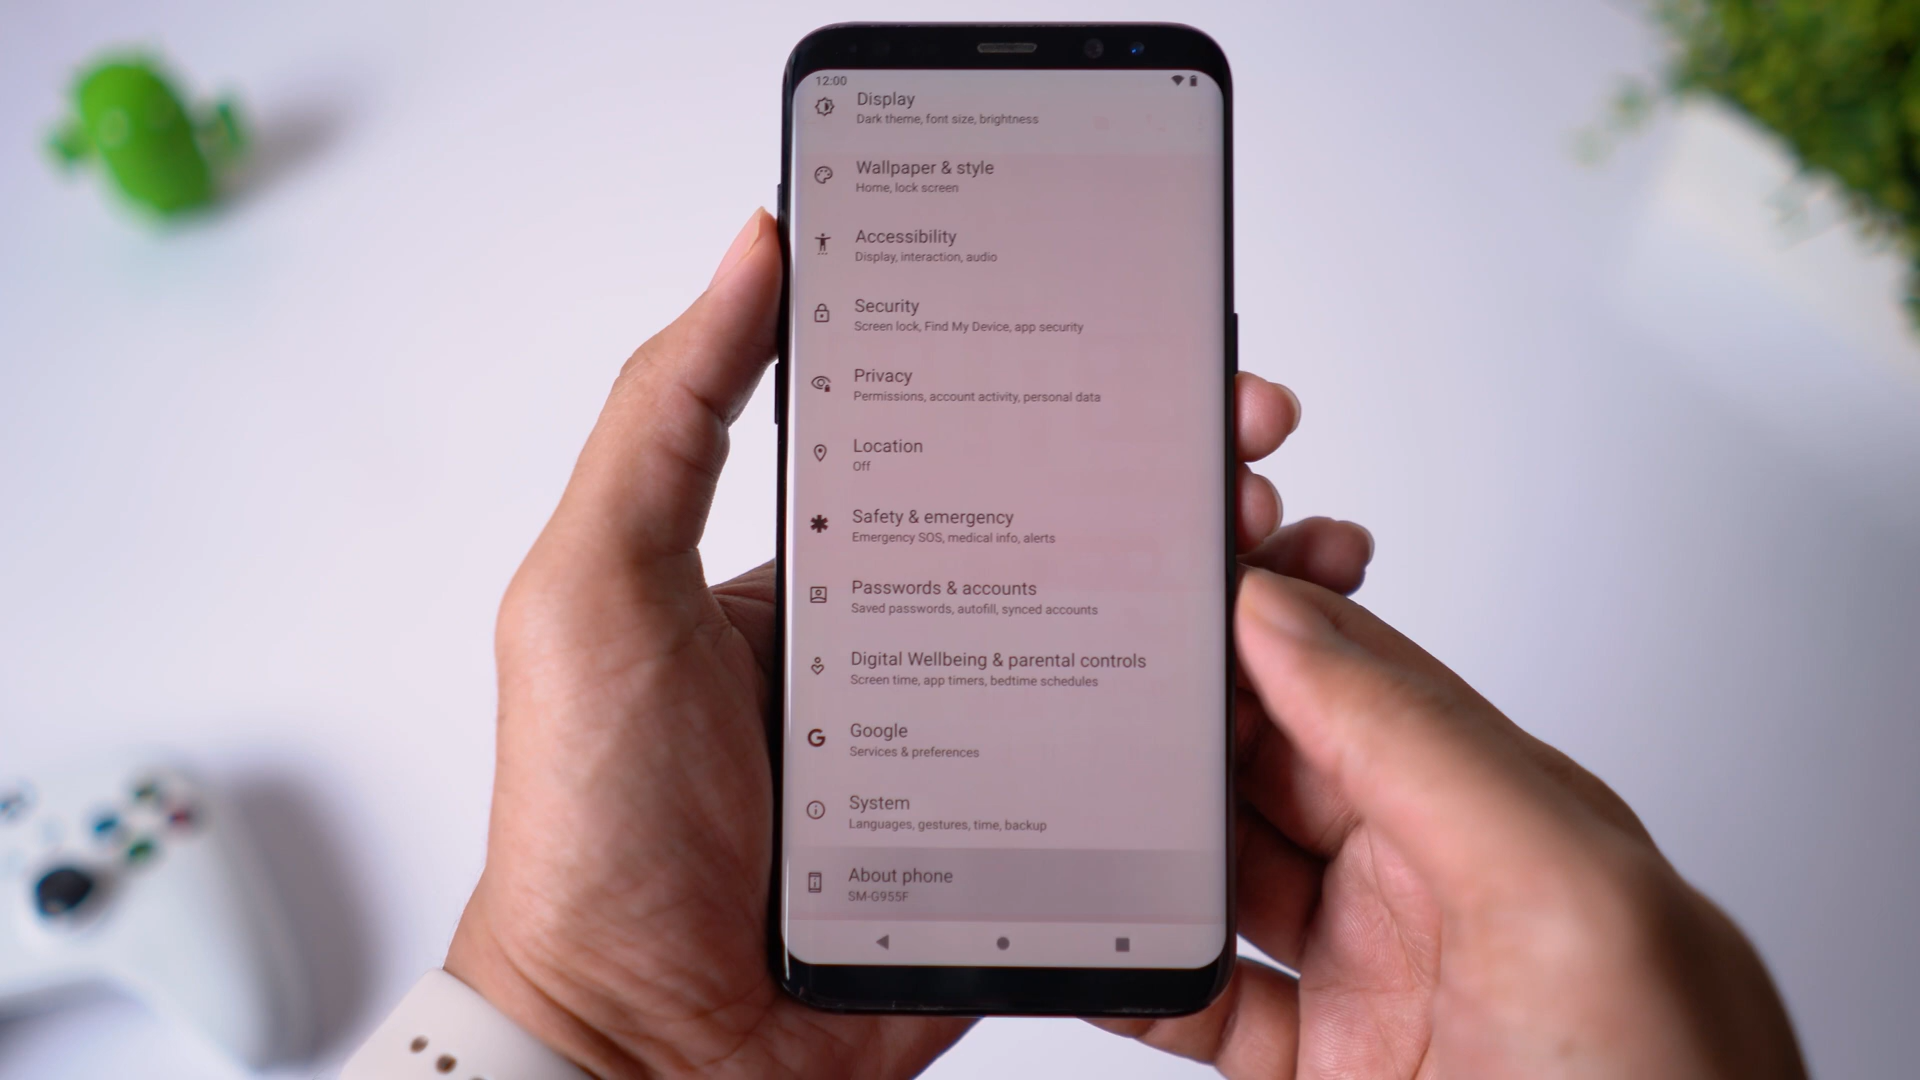 12:00
Display
Dark theme, font size, brightness
Wallpaper & style
Home, lock screen
Accessibility
Display, interaction, audio
Security
Screen lock, Find My Device, app security
Privacy
Permissions, account activity, personal data
Location
Off
Safety & emergency
Emergency SOS, medical info, alerts
Passwords & accounts
Saved passwords, autofill, synced accounts
Digital Wellbeing & parental controls
Screen time, app timers, bedtime schedules
Google
Services & preferences
System
Languages, gestures, time, backup
About phone
SM-G955F